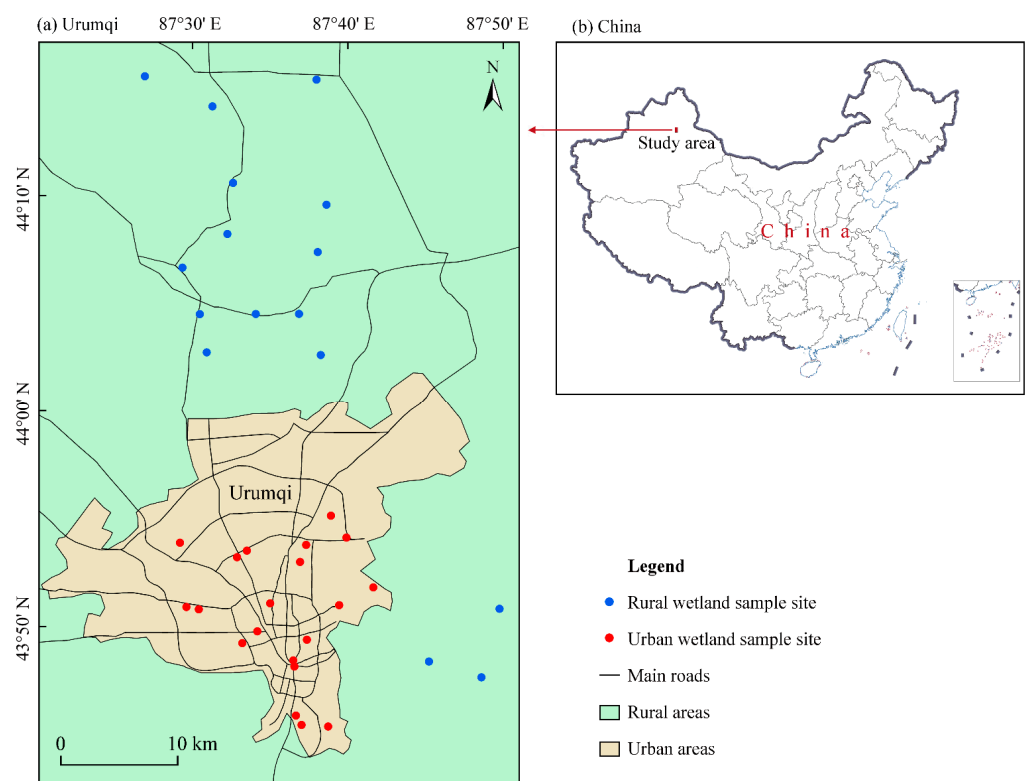 (a) Urumqi
87°30′ E
87°40′ E
87°50′ E
(b) China
N
44°10′ N
44°00′ N
43°50′ N
Study area
China
Urumqi
0
10 km
Legend
Rural wetland sample site
Urban wetland sample site
Main roads
Rural areas
Urban areas